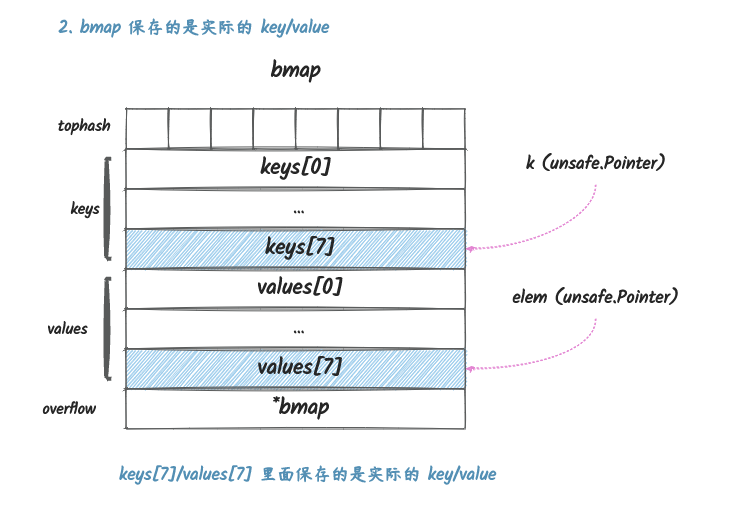 2. bmap 保存的是实际的 key/value
bmap
tophash
keys[0]
k (unsafe.Pointer)
keys
...
keys[7]
values[0]
elem (unsafe.Pointer)
values
...
values[7]
overflow
*bmap
keys[7]/values[7] 里面保存的是实际的 key/value